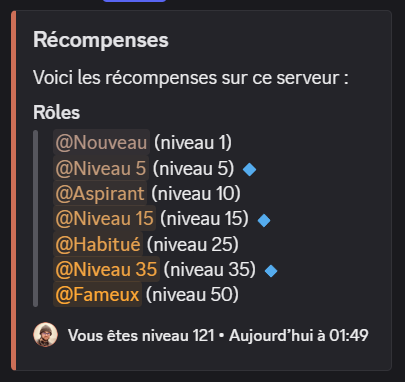 Récompenses
Voici les récompenses sur ce serveur :
Rôles
@Nouveau (niveau 1)
@Niveau 5 (niveau 5) 🔹
@Aspirant (niveau 10)
@Niveau 15 (niveau 15) 🔹
@Habitué (niveau 25)
@Niveau 35 (niveau 35) 🔹
@Fameux (niveau 50)
Vous êtes niveau 121 • Aujourd’hui à 01:49